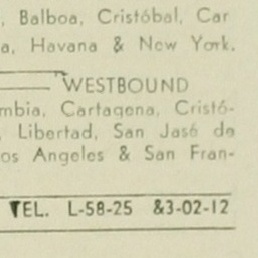 , Balboa, Cristóbal, Car
a, Havana & New York.
WESTBOUND
mbia, Cartagena, Cristó-
, Libertad, San José de
os Angeles & San Fran-
TEL. L-58-25 &3-02-12